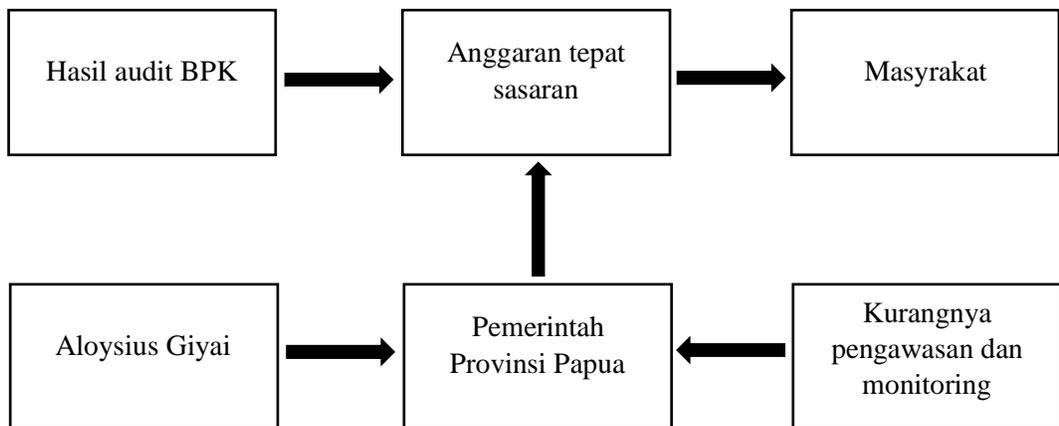 Hasil audit BPK
Anggaran tepat
sasaran
Masyrakat
Aloysius Giyai
Pemerintah
Provinsi Papua
Kurangnya
pengawasan dan
monitoring